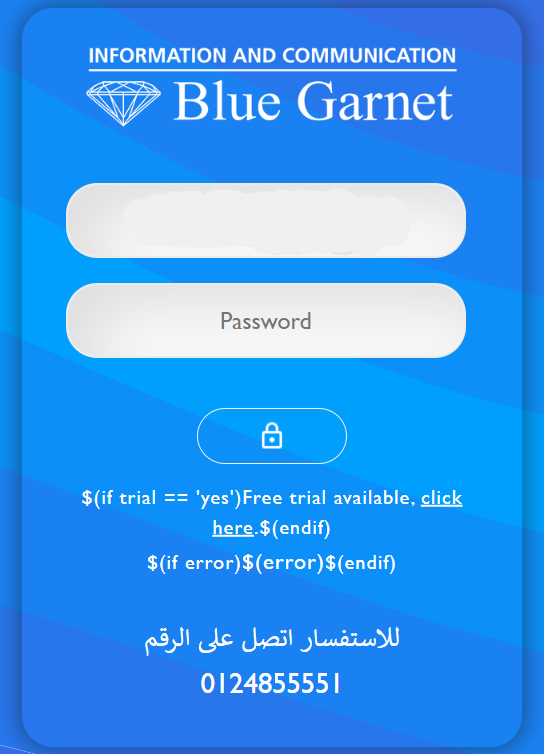 INFORMATION AND COMMUNICATION
Blue Garnet
Password
$(if trial == 'yes')Free trial available, click
here.$(endif)
$(if error)$(error)$(endif)
للاستفسار اتصل على الرقم
0124855551